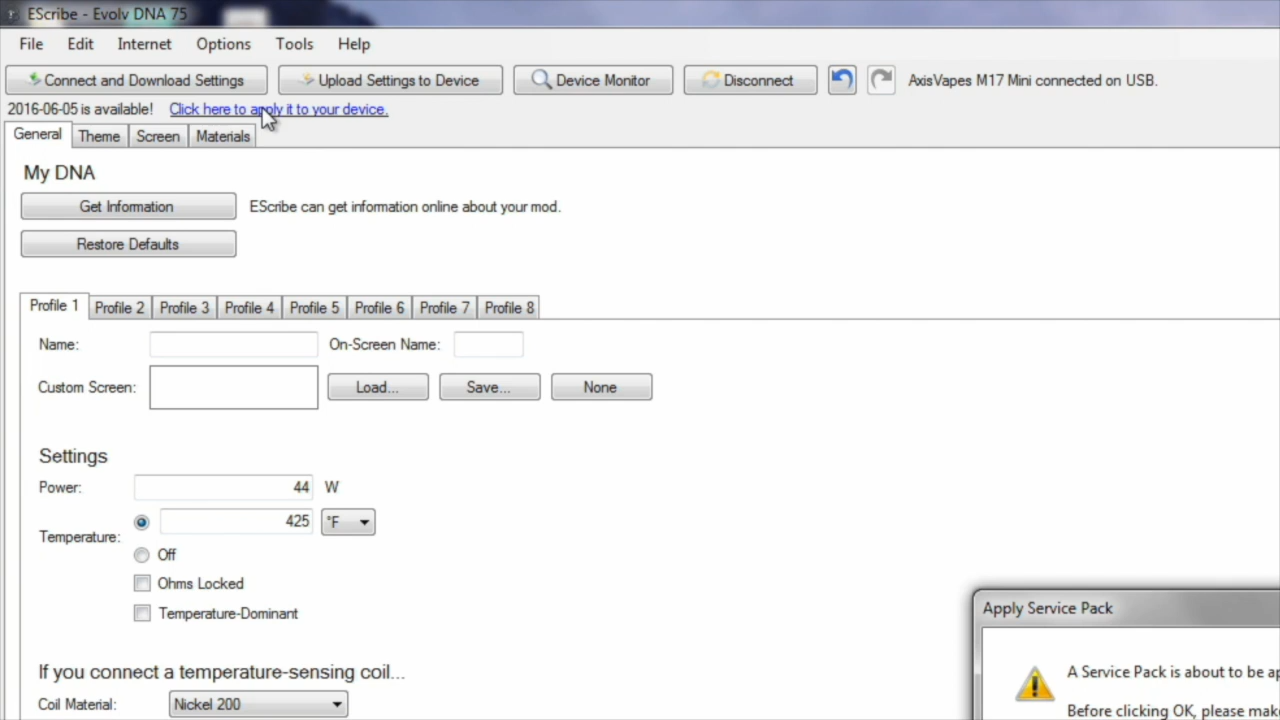 EScribe - Evolv DNA 75
File Edit Internet Options Tools Help
Connect and Download Settings Upload Settings to Device Device Monitor Disconnect AxisVapes M17 Mini connected on USB.
2016-06-05 is available! Click here to apply it to your device.
General Theme Screen Materials
My DNA
Get Information EScribe can get information online about your mod.
Restore Defaults
Profile 1 Profile 2 Profile 3 Profile 4 Profile 5 Profile 6 Profile 7 Profile 8
Name: On-Screen Name:
Custom Screen: Load... Save... None
Settings
Power: 44 W
425 °F
Temperature:
Off
Ohms Locked
Temperature-Dominant
Apply Service Pack
If you connect a temperature-sensing coil...
A Service Pack is about to be ap
Coil Material: Nickel 200
Before clicking OK, please make